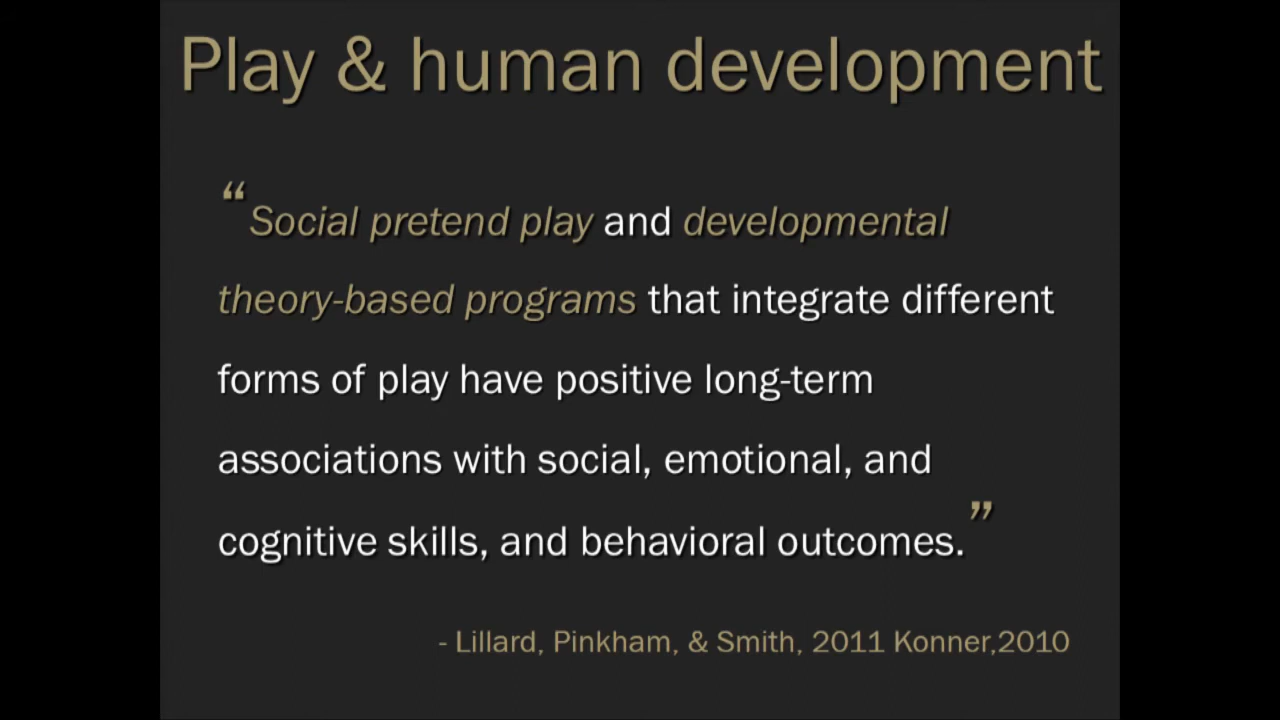 Play & human development
“Social pretend play and developmental
theory-based programs that integrate different
forms of play have positive long-term
associations with social, emotional, and
cognitive skills, and behavioral outcomes.”
- Lillard, Pinkham, & Smith, 2011 Konner,2010